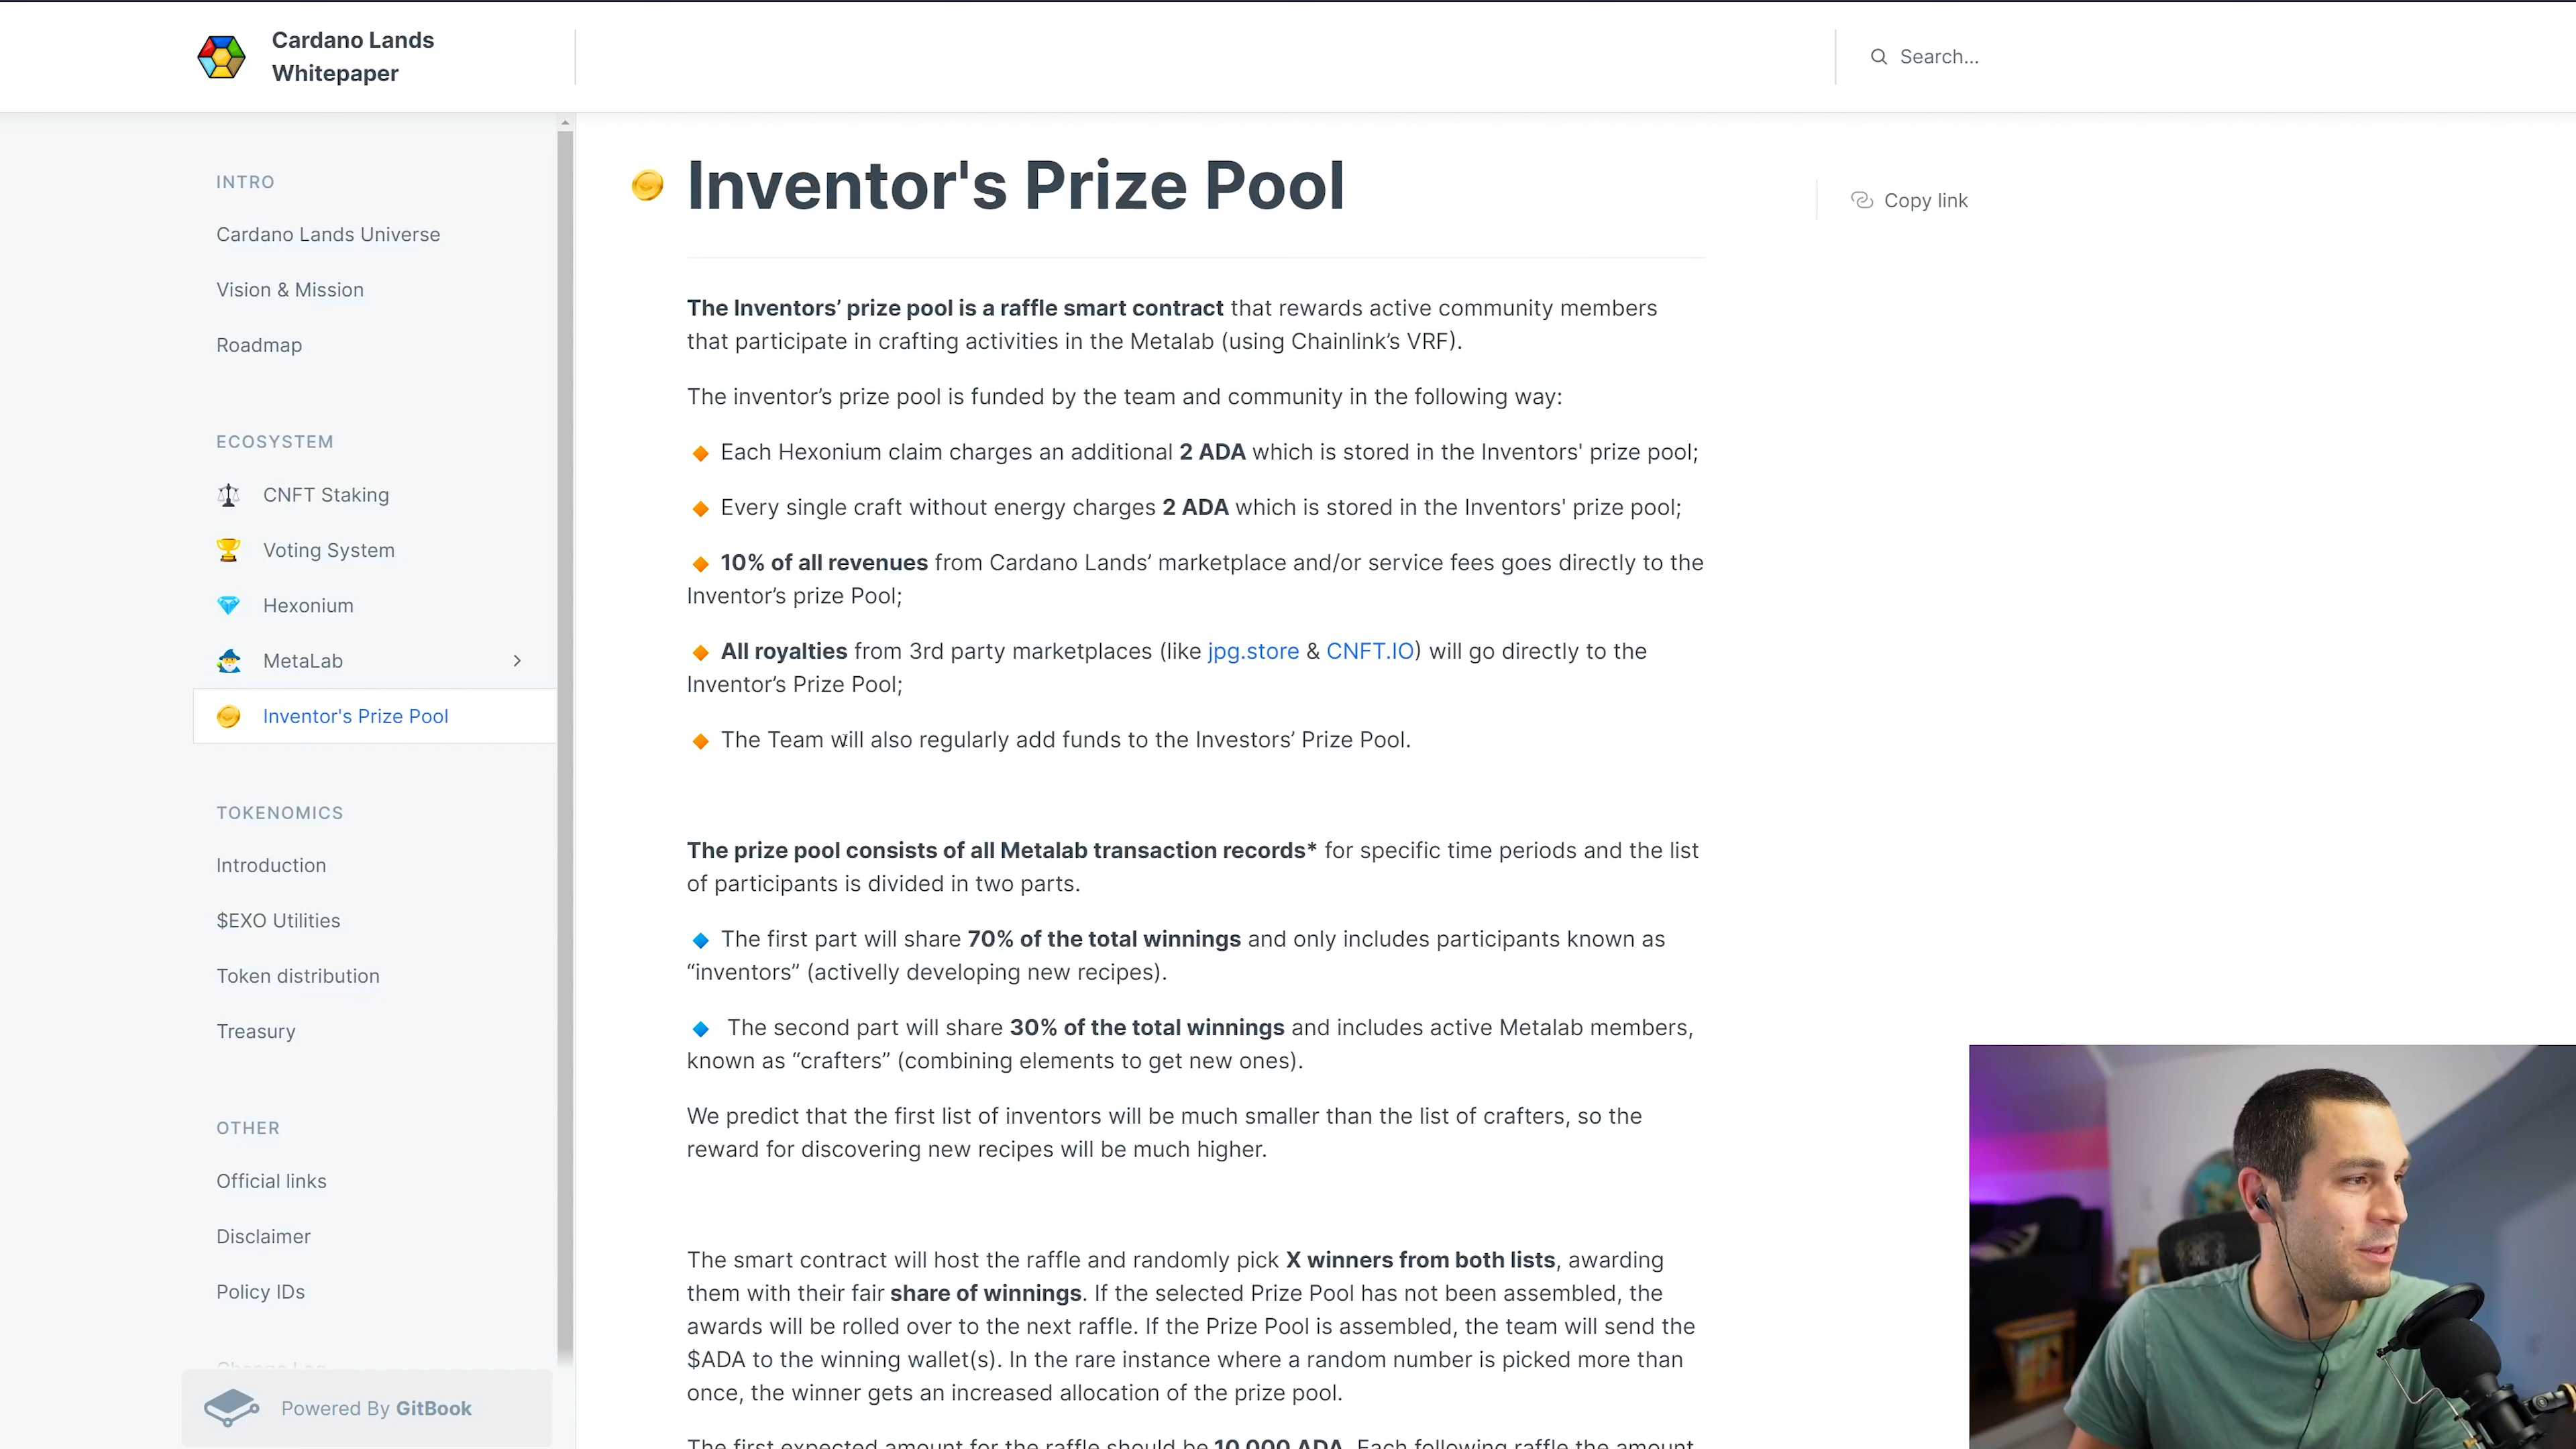 Cardano Lands
Whitepaper
Search...
INTRO
Cardano Lands Universe
Vision & Mission
Roadmap
ECOSYSTEM
CNFT Staking
Voting System
Hexonium
MetaLab
Inventor's Prize Pool
TOKENOMICS
Introduction
$EXO Utilities
Token distribution
Treasury
OTHER
Official links
Disclaimer
Policy IDs
Powered By GitBook
Inventor's Prize Pool
Copy link
The Inventors’ prize pool is a raffle smart contract that rewards active community members
that participate in crafting activities in the Metalab (using Chainlink’s VRF).
The inventor’s prize pool is funded by the team and community in the following way:
Each Hexonium claim charges an additional 2 ADA which is stored in the Inventors' prize pool;
Every single craft without energy charges 2 ADA which is stored in the Inventors' prize pool;
10% of all revenues from Cardano Lands’ marketplace and/or service fees goes directly to the
Inventor’s prize Pool;
All royalties from 3rd party marketplaces (like jpg.store & CNFT.IO) will go directly to the
Inventor’s Prize Pool;
The Team will also regularly add funds to the Investors’ Prize Pool.
The prize pool consists of all Metalab transaction records* for specific time periods and the list
of participants is divided in two parts.
The first part will share 70% of the total winnings and only includes participants known as
“inventors” (activelly developing new recipes).
The second part will share 30% of the total winnings and includes active Metalab members,
known as “crafters” (combining elements to get new ones).
We predict that the first list of inventors will be much smaller than the list of crafters, so the
reward for discovering new recipes will be much higher.
The smart contract will host the raffle and randomly pick X winners from both lists, awarding
them with their fair share of winnings. If the selected Prize Pool has not been assembled, the
awards will be rolled over to the next raffle. If the Prize Pool is assembled, the team will send the
$ADA to the winning wallet(s). In the rare instance where a random number is picked more than
once, the winner gets an increased allocation of the prize pool.
The first expected amount for the raffle should be 10,000 ADA. Each following raffle the amount